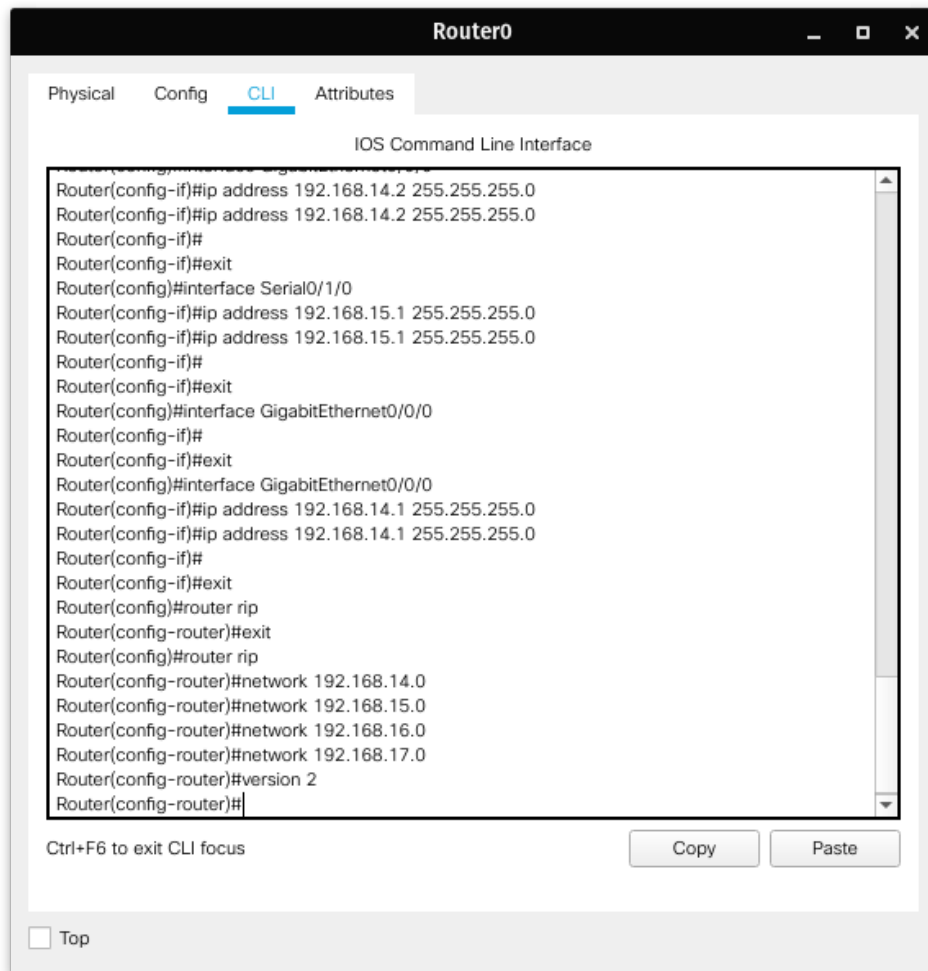 Router0
Physical Config CLI Attributes
IOS Command Line Interface
Router(config-if)#ip address 192.168.14.2 255.255.255.0
Router(config-if)#ip address 192.168.14.2 255.255.255.0
Router(config-if)#
Router(config-if)#exit
Router(config)#interface Serial0/1/0
Router(config-if)#ip address 192.168.15.1 255.255.255.0
Router(config-if)#ip address 192.168.15.1 255.255.255.0
Router(config-if)#
Router(config-if)#exit
Router(config)#interface GigabitEthernet0/0/0
Router(config-if)#
Router(config-if)#exit
Router(config)#interface GigabitEthernet0/0/0
Router(config-if)#ip address 192.168.14.1 255.255.255.0
Router(config-if)#ip address 192.168.14.1 255.255.255.0
Router(config-if)#
Router(config-if)#exit
Router(config)#router rip
Router(config-router)#exit
Router(config)#router rip
Router(config-router)#network 192.168.14.0
Router(config-router)#network 192.168.15.0
Router(config-router)#network 192.168.16.0
Router(config-router)#network 192.168.17.0
Router(config-router)#version 2
Router(config-router)#
Ctrl+F6 to exit CLI focus Copy Paste
Top